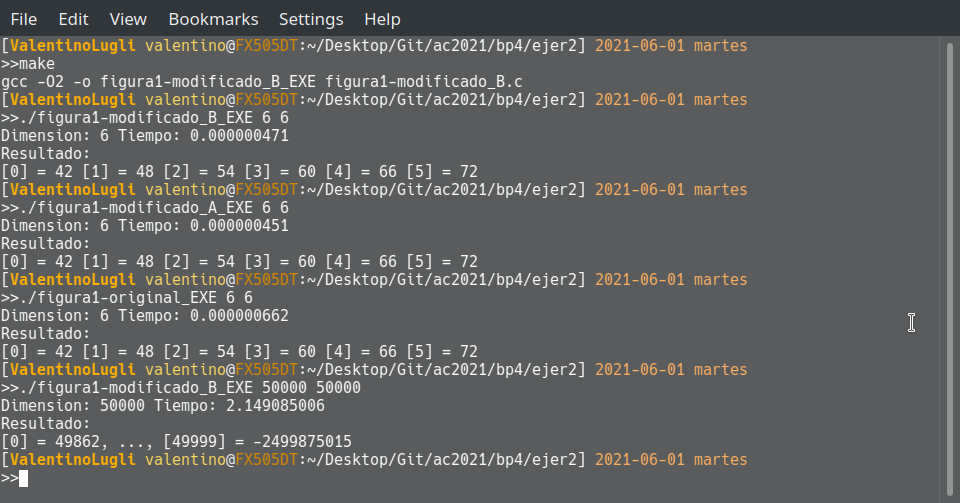 File Edit View Bookmarks Settings Help
[ValentinoLugli valentino@FX505DT:~/Desktop/Git/ac2021/bp4/ejer2] 2021-06-01 martes
>>make
gcc -O2 -o figura1-modificado_B_EXE figura1-modificado_B.c
[ValentinoLugli valentino@FX505DT:~/Desktop/Git/ac2021/bp4/ejer2] 2021-06-01 martes
>>./figura1-modificado_B_EXE 6 6
Dimension: 6 Tiempo: 0.000000471
Resultado:
[0] = 42 [1] = 48 [2] = 54 [3] = 60 [4] = 66 [5] = 72
[ValentinoLugli valentino@FX505DT:~/Desktop/Git/ac2021/bp4/ejer2] 2021-06-01 martes
>>./figura1-modificado_A_EXE 6 6
Dimension: 6 Tiempo: 0.000000451
Resultado:
[0] = 42 [1] = 48 [2] = 54 [3] = 60 [4] = 66 [5] = 72
[ValentinoLugli valentino@FX505DT:~/Desktop/Git/ac2021/bp4/ejer2] 2021-06-01 martes
>>./figura1-original_EXE 6 6
Dimension: 6 Tiempo: 0.000000662
Resultado:
[0] = 42 [1] = 48 [2] = 54 [3] = 60 [4] = 66 [5] = 72
[ValentinoLugli valentino@FX505DT:~/Desktop/Git/ac2021/bp4/ejer2] 2021-06-01 martes
>>./figura1-modificado_B_EXE 50000 50000
Dimension: 50000 Tiempo: 2.149085006
Resultado:
[0] = 49862, ..., [49999] = -2499875015
[ValentinoLugli valentino@FX505DT:~/Desktop/Git/ac2021/bp4/ejer2] 2021-06-01 martes
>>